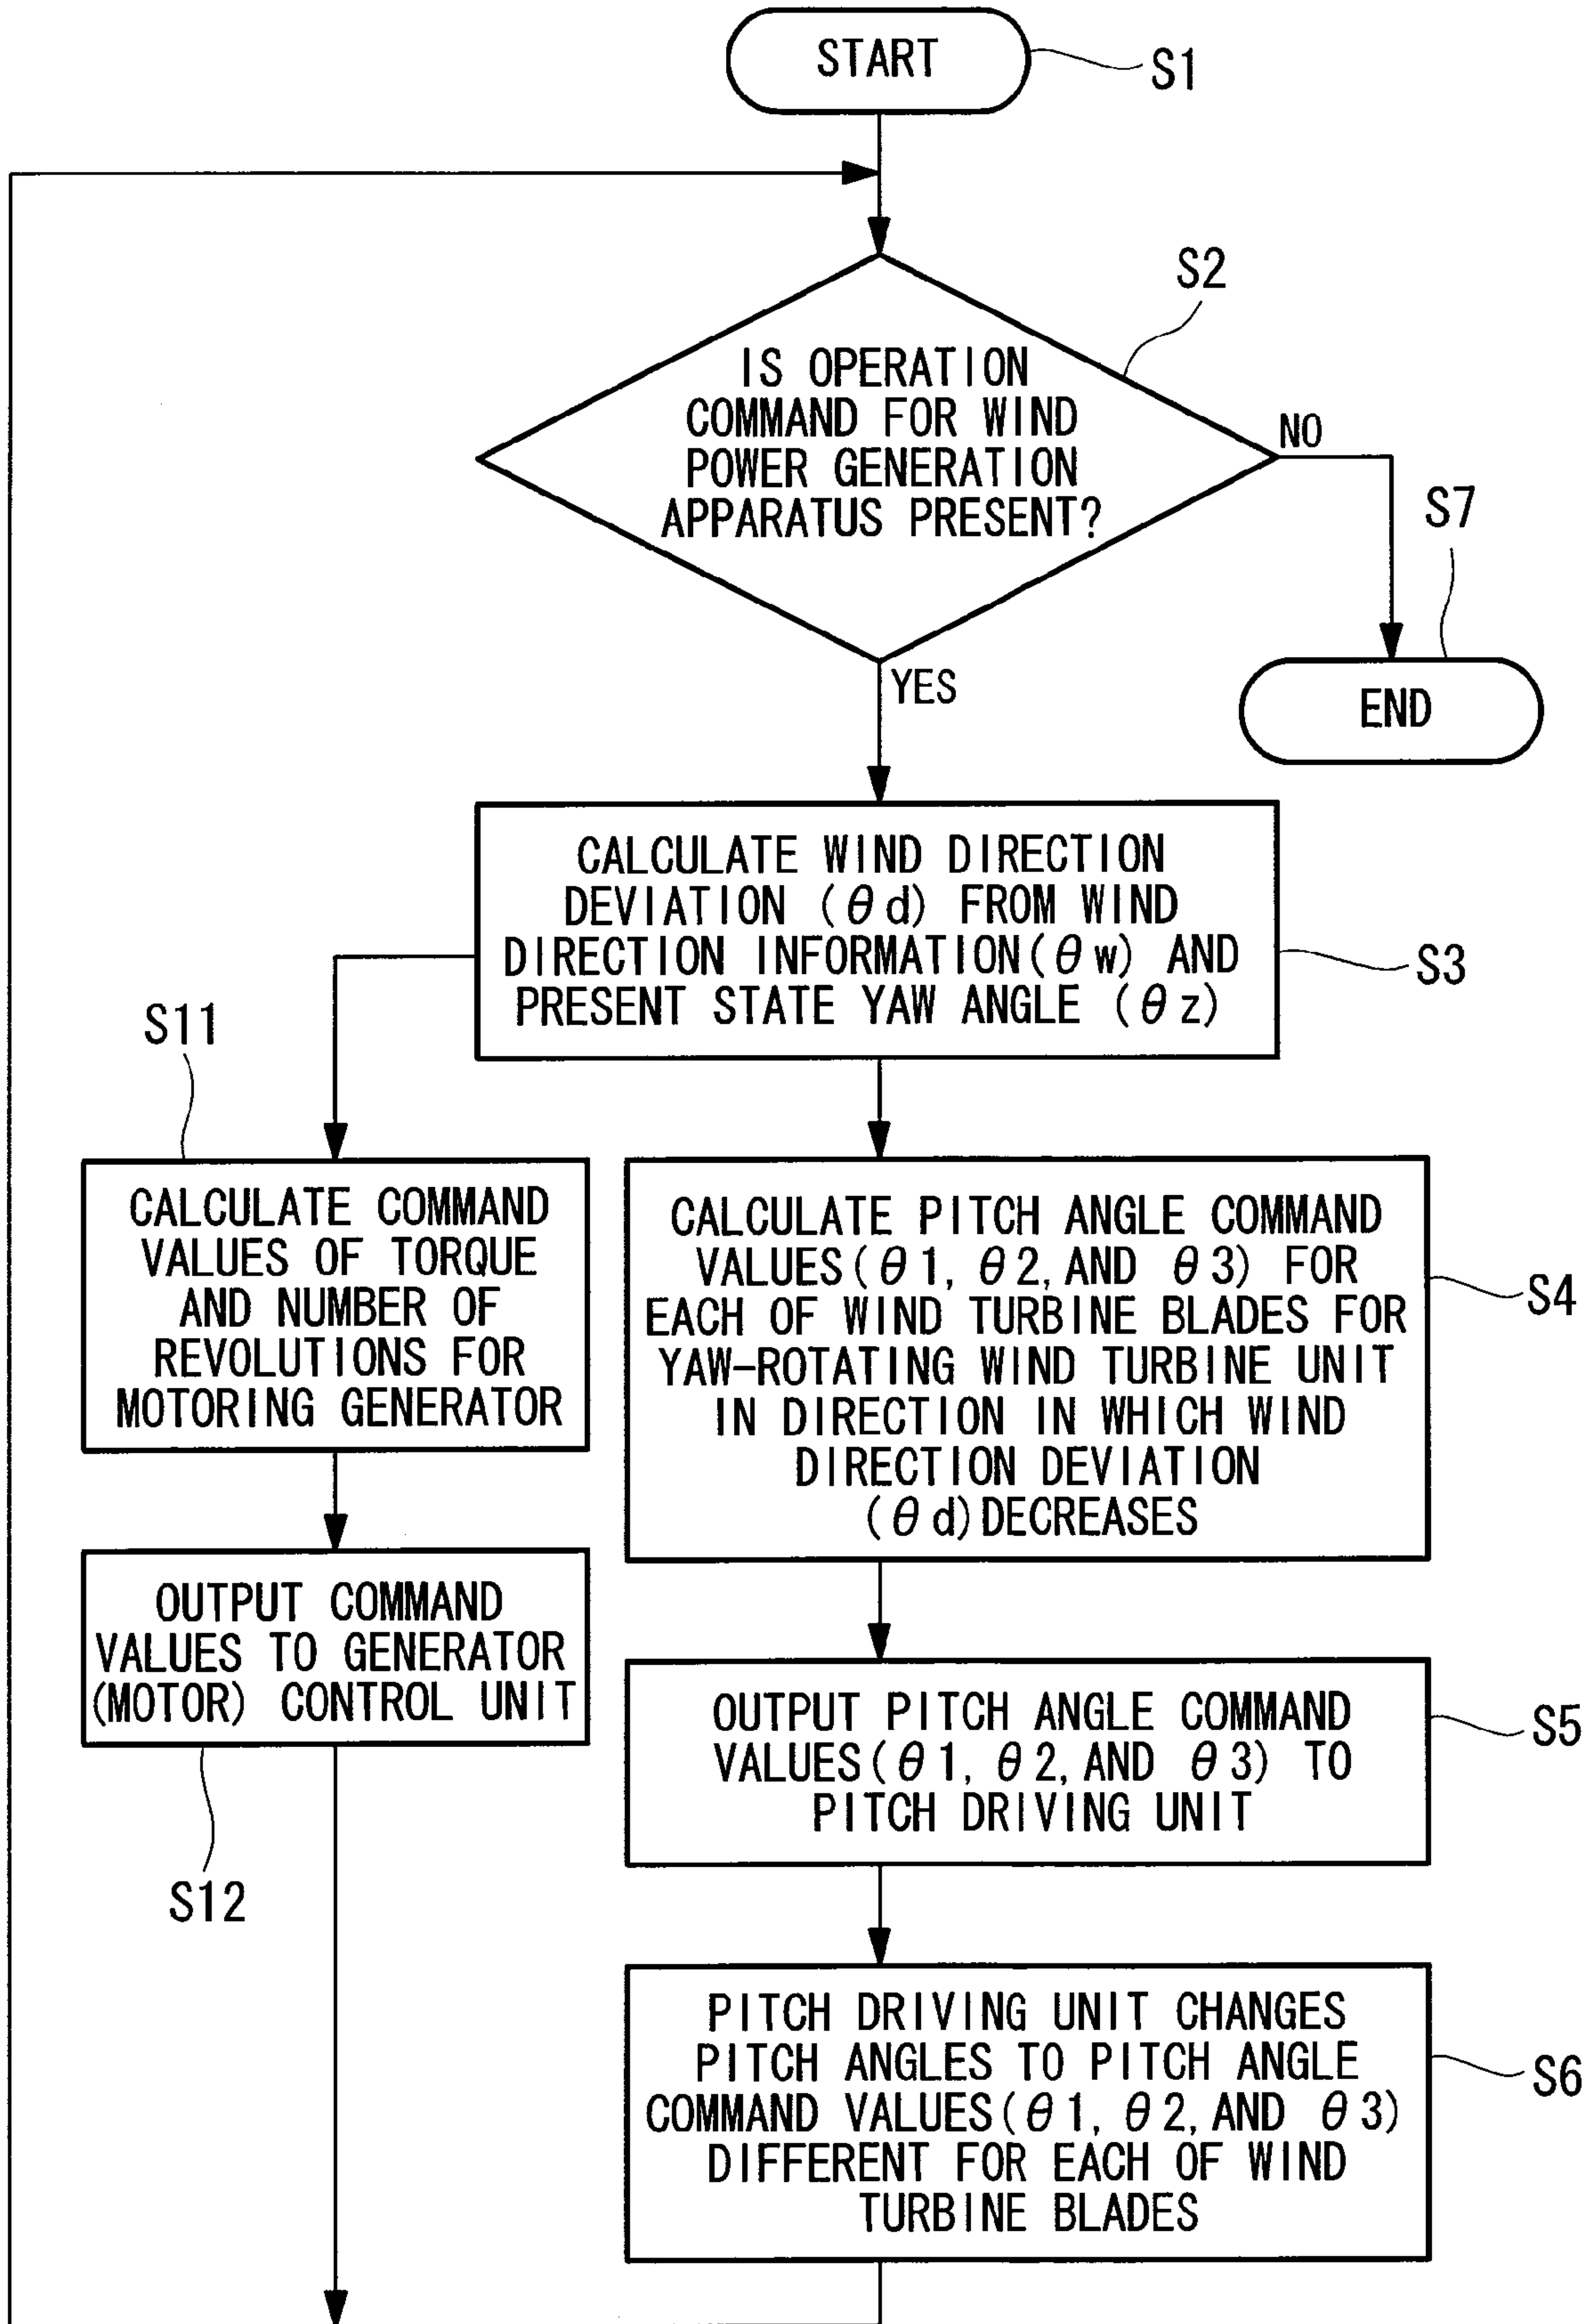 START
S1
S2
IS OPERATION
COMMAND FOR WIND
POWER GENERATION
APPARATUS PRESENT?
NO
S7
END
YES
CALCULATE WIND DIRECTION
DEVIATION (θd) FROM WIND
DIRECTION INFORMATION(θw) AND
PRESENT STATE YAW ANGLE (θz)
S3
S11
CALCULATE COMMAND
VALUES OF TORQUE
AND NUMBER OF
REVOLUTIONS FOR
MOTORING GENERATOR
CALCULATE PITCH ANGLE COMMAND
VALUES(θ1, θ2, AND θ3) FOR
EACH OF WIND TURBINE BLADES FOR
YAW-ROTATING WIND TURBINE UNIT
IN DIRECTION IN WHICH WIND
DIRECTION DEVIATION
(θd)DECREASES
S4
OUTPUT COMMAND
VALUES TO GENERATOR
(MOTOR) CONTROL UNIT
S12
OUTPUT PITCH ANGLE COMMAND
VALUES(θ1, θ2, AND θ3) TO
PITCH DRIVING UNIT
S5
PITCH DRIVING UNIT CHANGES
PITCH ANGLES TO PITCH ANGLE
COMMAND VALUES(θ1, θ2, AND θ3)
DIFFERENT FOR EACH OF WIND
TURBINE BLADES
S6